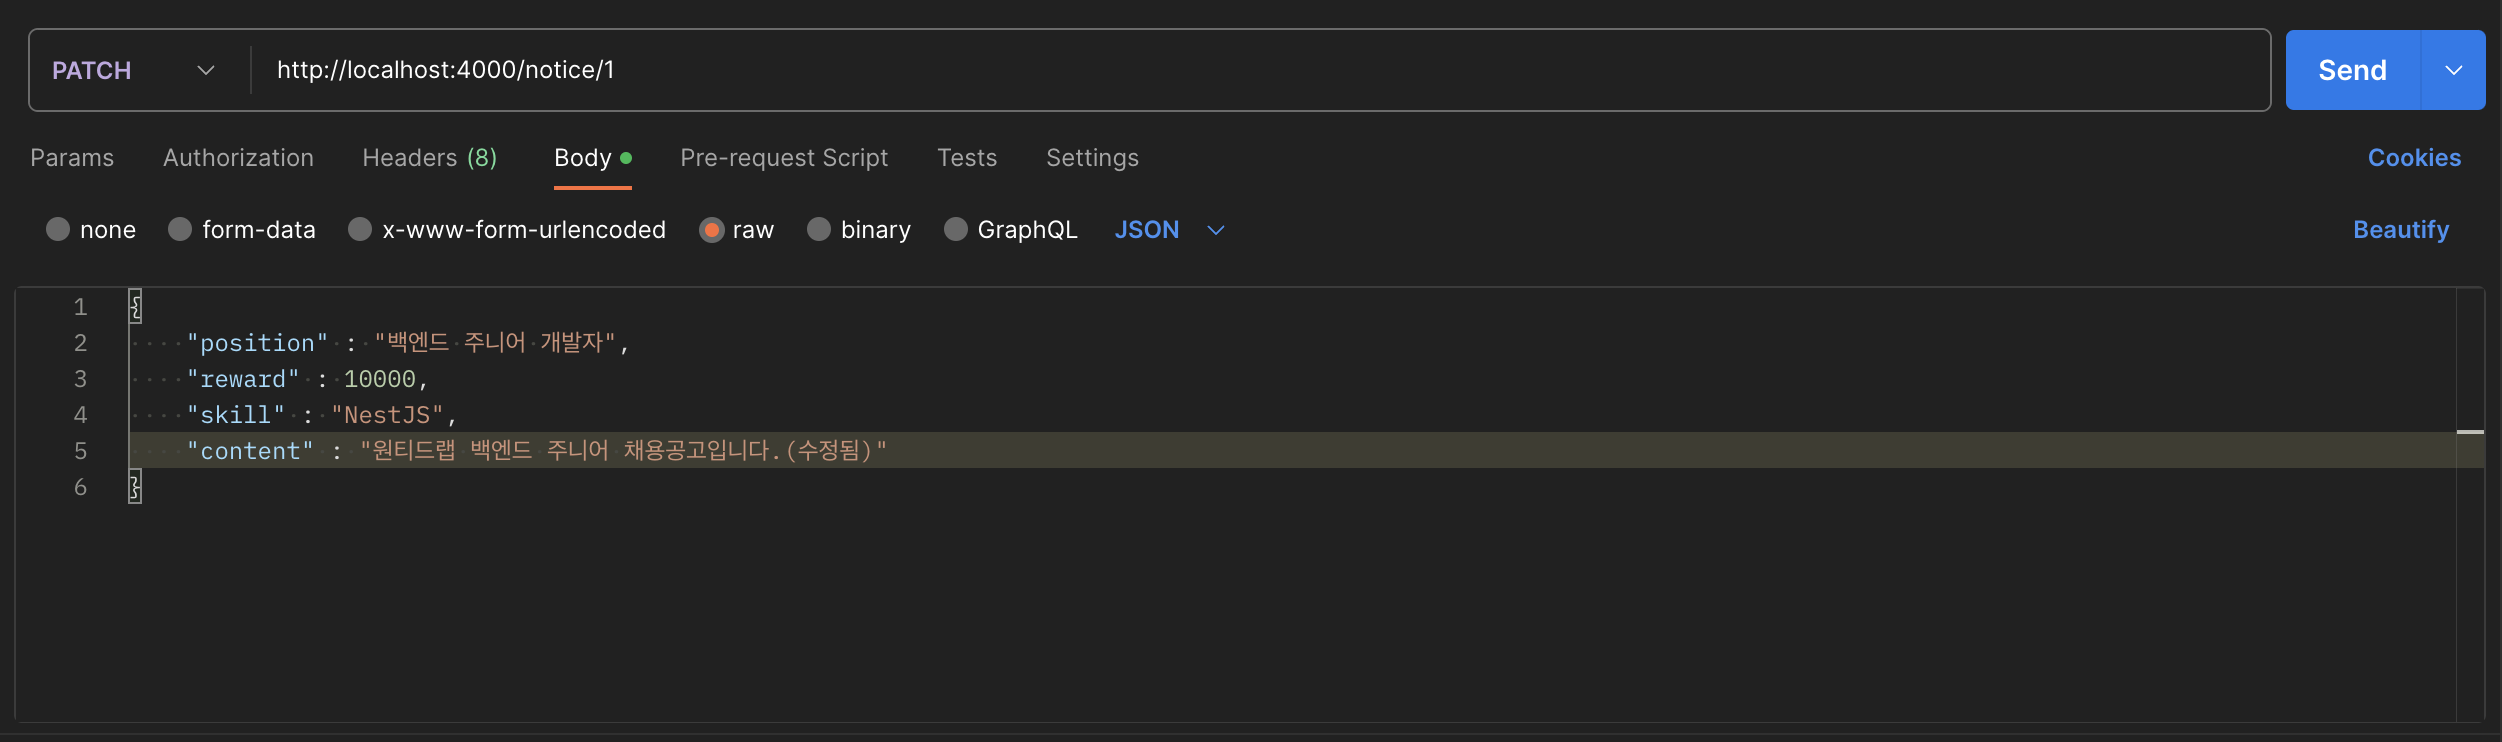 PATCH http://localhost:4000/notice/1 Send
Params Authorization Headers (8) Body Pre-request Script Tests Settings Cookies
none form-data x-www-form-urlencoded raw binary GraphQL JSON Beautify
1 {
2 "position" : "백엔드 주니어 개발자",
3 "reward" : 10000,
4 "skill" : "NestJS",
5 "content" : "원티드랩 백엔드 주니어 채용공고입니다.(수정됨)"
6 }